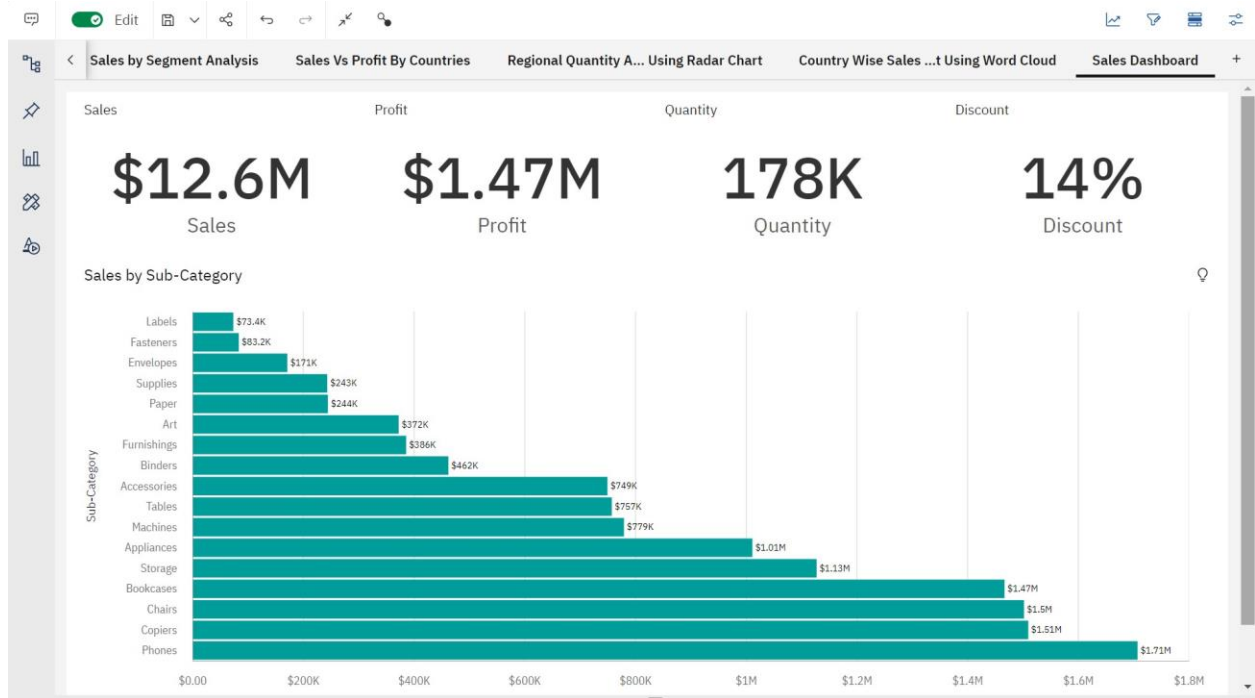 Edit
Sales by Segment Analysis Sales Vs Profit By Countries Regional Quantity A... Using Radar Chart Country Wise Sales ...t Using Word Cloud Sales Dashboard +
Sales Profit Quantity Discount
$12.6M $1.47M 178K 14%
Sales Profit Quantity Discount
Sales by Sub-Category
Sub-Category
Labels $73.4K
Fasteners $83.2K
Envelopes $171K
Supplies $243K
Paper $244K
Art $372K
Furnishings $386K
Binders $462K
Accessories $749K
Tables $757K
Machines $779K
Appliances $1.01M
Storage $1.13M
Bookcases $1.47M
Chairs $1.5M
Copiers $1.51M
Phones $1.71M
$0.00 $200K $400K $600K $800K $1M $1.2M $1.4M $1.6M $1.8M